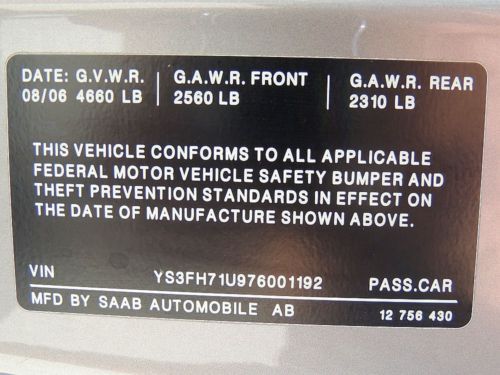 DATE: G.V.W.R. G.A.W.R. FRONT G.A.W.R. REAR
08/06 4660 LB 2560 LB 2310 LB
THIS VEHICLE CONFORMS TO ALL APPLICABLE
FEDERAL MOTOR VEHICLE SAFETY BUMPER AND
THEFT PREVENTION STANDARDS IN EFFECT ON
THE DATE OF MANUFACTURE SHOWN ABOVE.
VIN YS3FH71U976001192 PASS.CAR
MFD BY SAAB AUTOMOBILE AB 12 756 430